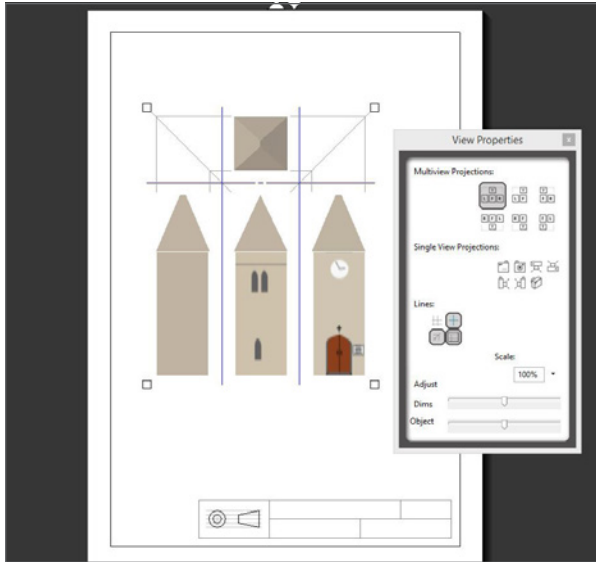 View Properties
x
Multiview Projections:
Single View Projections:
Lines:
Scale:
100%
Adjust
Dims
Object